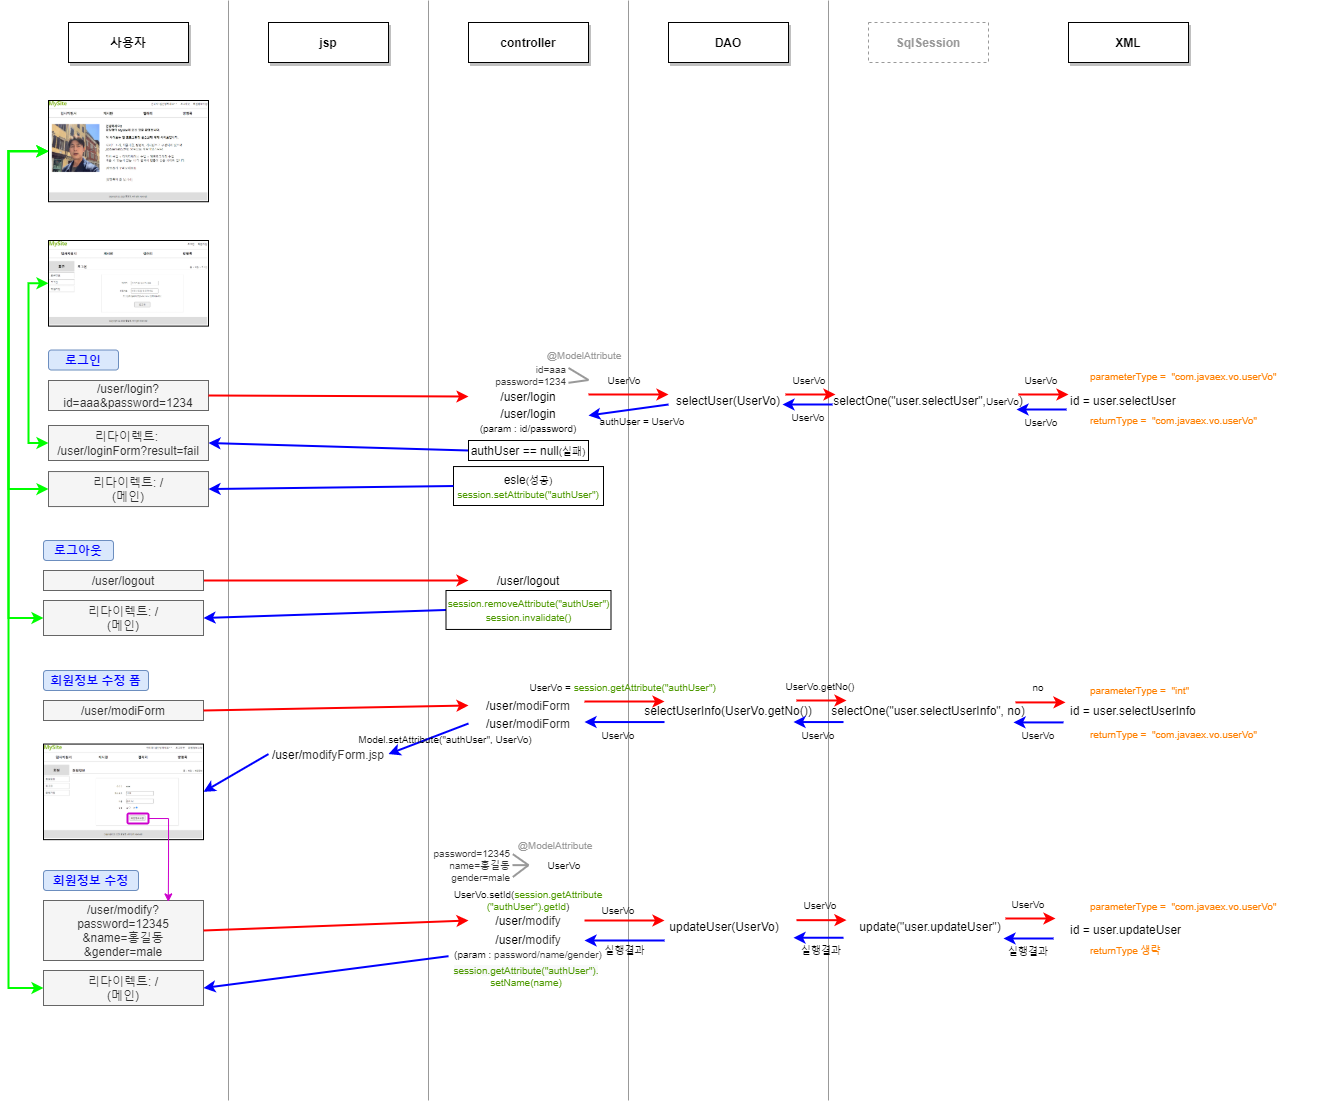 사용자
jsp
controller
DAO
SqlSession
XML
MySite
MySite
로그인
/user/login?
id=aaa&password=1234
리다이렉트:
/user/loginForm?result=fail
리다이렉트: /
(메인)
@ModelAttribute
id=aaa
password=1234
UserVo
/user/login
/user/login
(param : id/password)
authUser = UserVo
authUser == null(실패)
esle(성공)
session.setAttribute("authUser")
selectUser(UserVo)
UserVo
UserVo
selectOne("user.selectUser",UserVo)
UserVo
UserVo
parameterType = "com.javaex.vo.userVo"
id = user.selectUser
returnType = "com.javaex.vo.userVo"
로그아웃
/user/logout
/user/logout
리다이렉트: /
(메인)
session.removeAttribute("authUser")
session.invalidate()
회원정보 수정 폼
/user/modiForm
UserVo = session.getAttribute("authUser")
/user/modiForm
/user/modiForm
Model.setAttribute("authUser", UserVo)
/user/modifyForm.jsp
UserVo
selectUserInfo(UserVo.getNo())
UserVo.getNo()
UserVo
selectOne("user.selectUserInfo", no)
no
UserVo
parameterType = "int"
id = user.selectUserInfo
returnType = "com.javaex.vo.userVo"
MySite
회원정보 수정
/user/modify?
password=12345
&name=홍길동
&gender=male
리다이렉트: /
(메인)
@ModelAttribute
password=12345
name=홍길동
gender=male
UserVo
UserVo.setId(session.getAttribute
("authUser").getId)
/user/modify
/user/modify
(param : password/name/gender)
session.getAttribute("authUser").
setName(name)
UserVo
실행결과
updateUser(UserVo)
UserVo
실행결과
update("user.updateUser")
UserVo
실행결과
parameterType = "com.javaex.vo.userVo"
id = user.updateUser
returnType 생략